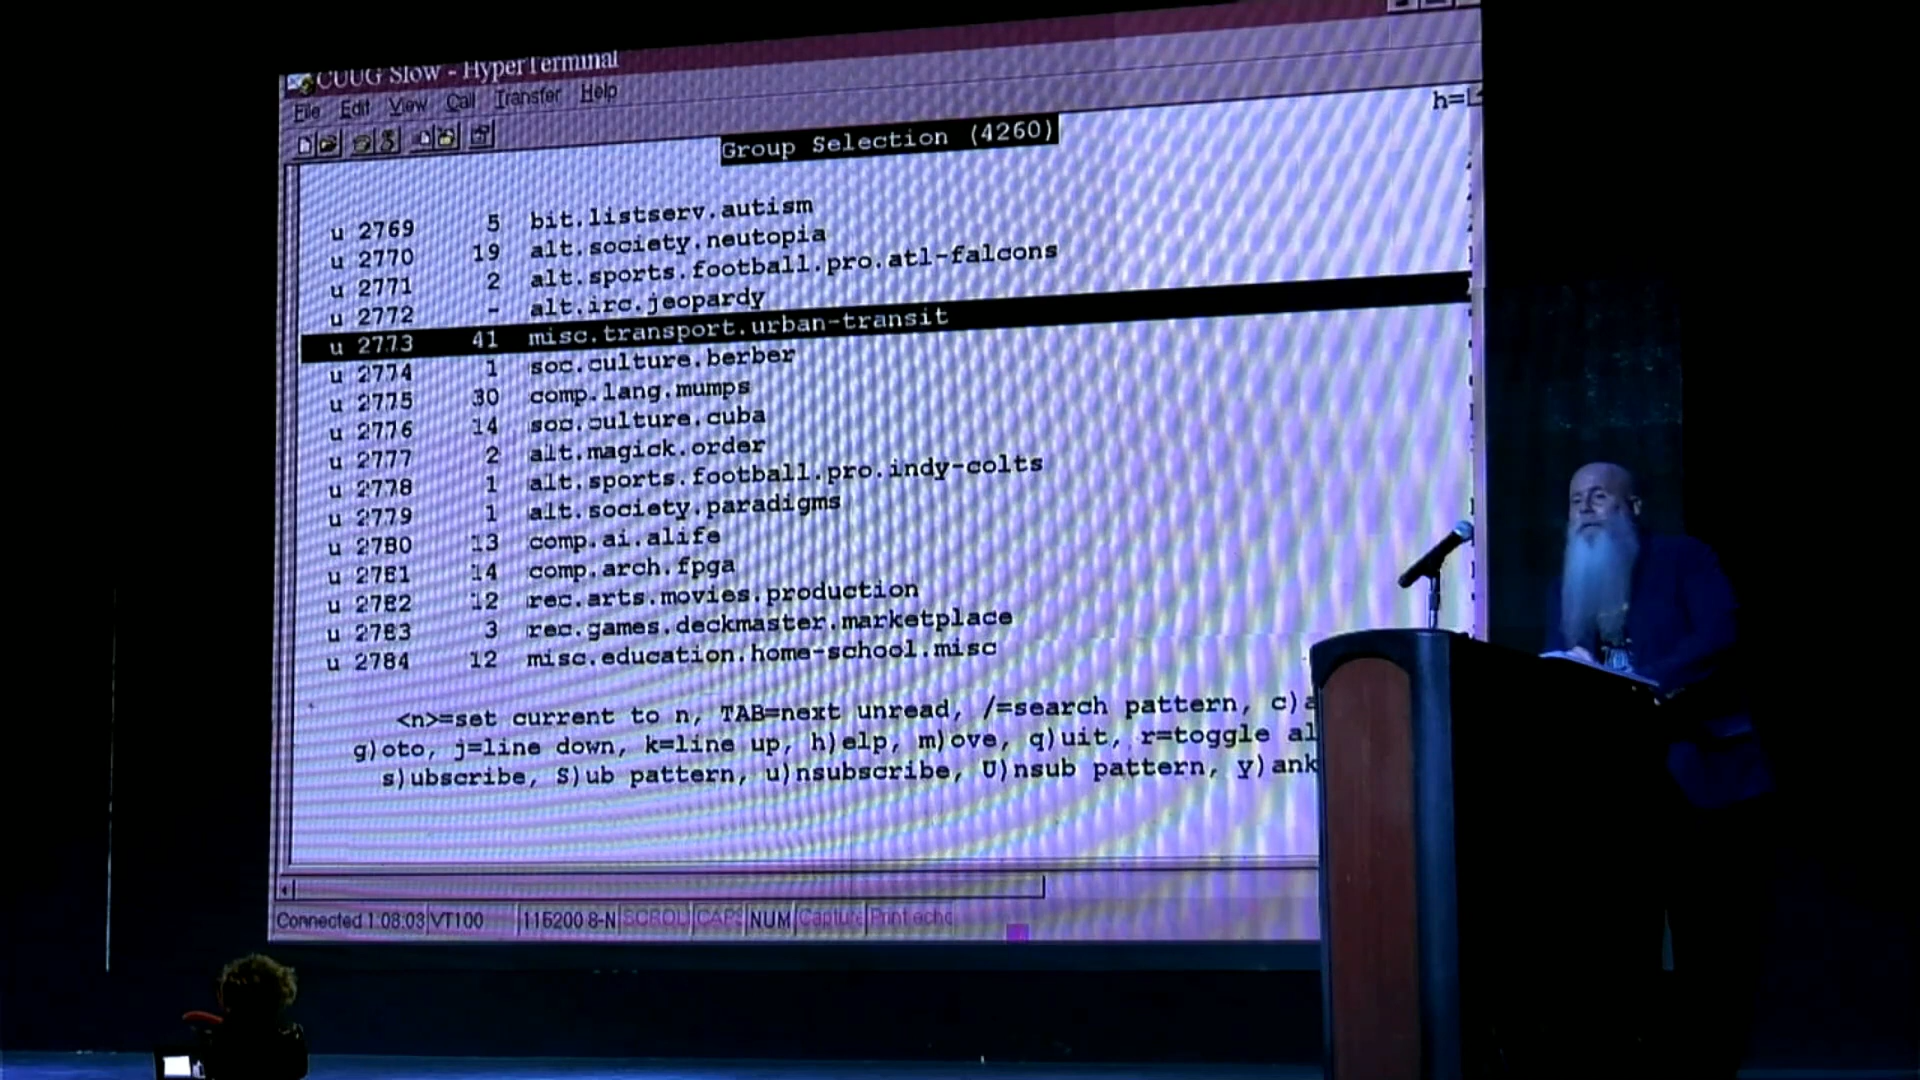 CUUG Slow - HyperTerminal
File Edit View Call Transfer Help
Group Selection (4260)
h=
u 2769 5 bit.listserv.autism
u 2770 19 alt.society.neutopia
u 2771 2 alt.sports.football.pro.atl-falcons
u 2772 - alt.irc.jeopardy
u 2773 41 misc.transport.urban-transit
u 2774 1 soc.culture.berber
u 2775 30 comp.lang.mumps
u 2776 14 soc.culture.cuba
u 2777 2 alt.magick.order
u 2778 1 alt.sports.football.pro.indy-colts
u 2779 1 alt.society.paradigms
u 2780 13 comp.ai.alife
u 2781 14 comp.arch.fpga
u 2782 12 rec.arts.movies.production
u 2783 3 rec.games.deckmaster.marketplace
u 2784 12 misc.education.home-school.misc
<n>=set current to n, TAB=next unread, /=search pattern, c)a
g)oto, j=line down, k=line up, h)elp, m)ove, q)uit, r=toggle al
s)ubscribe, S)ub pattern, u)nsubscribe, U)nsub pattern, y)ank
Connected 1:08:03 VT100 115200 8-N SCROLL CAPS NUM Capture Print echo